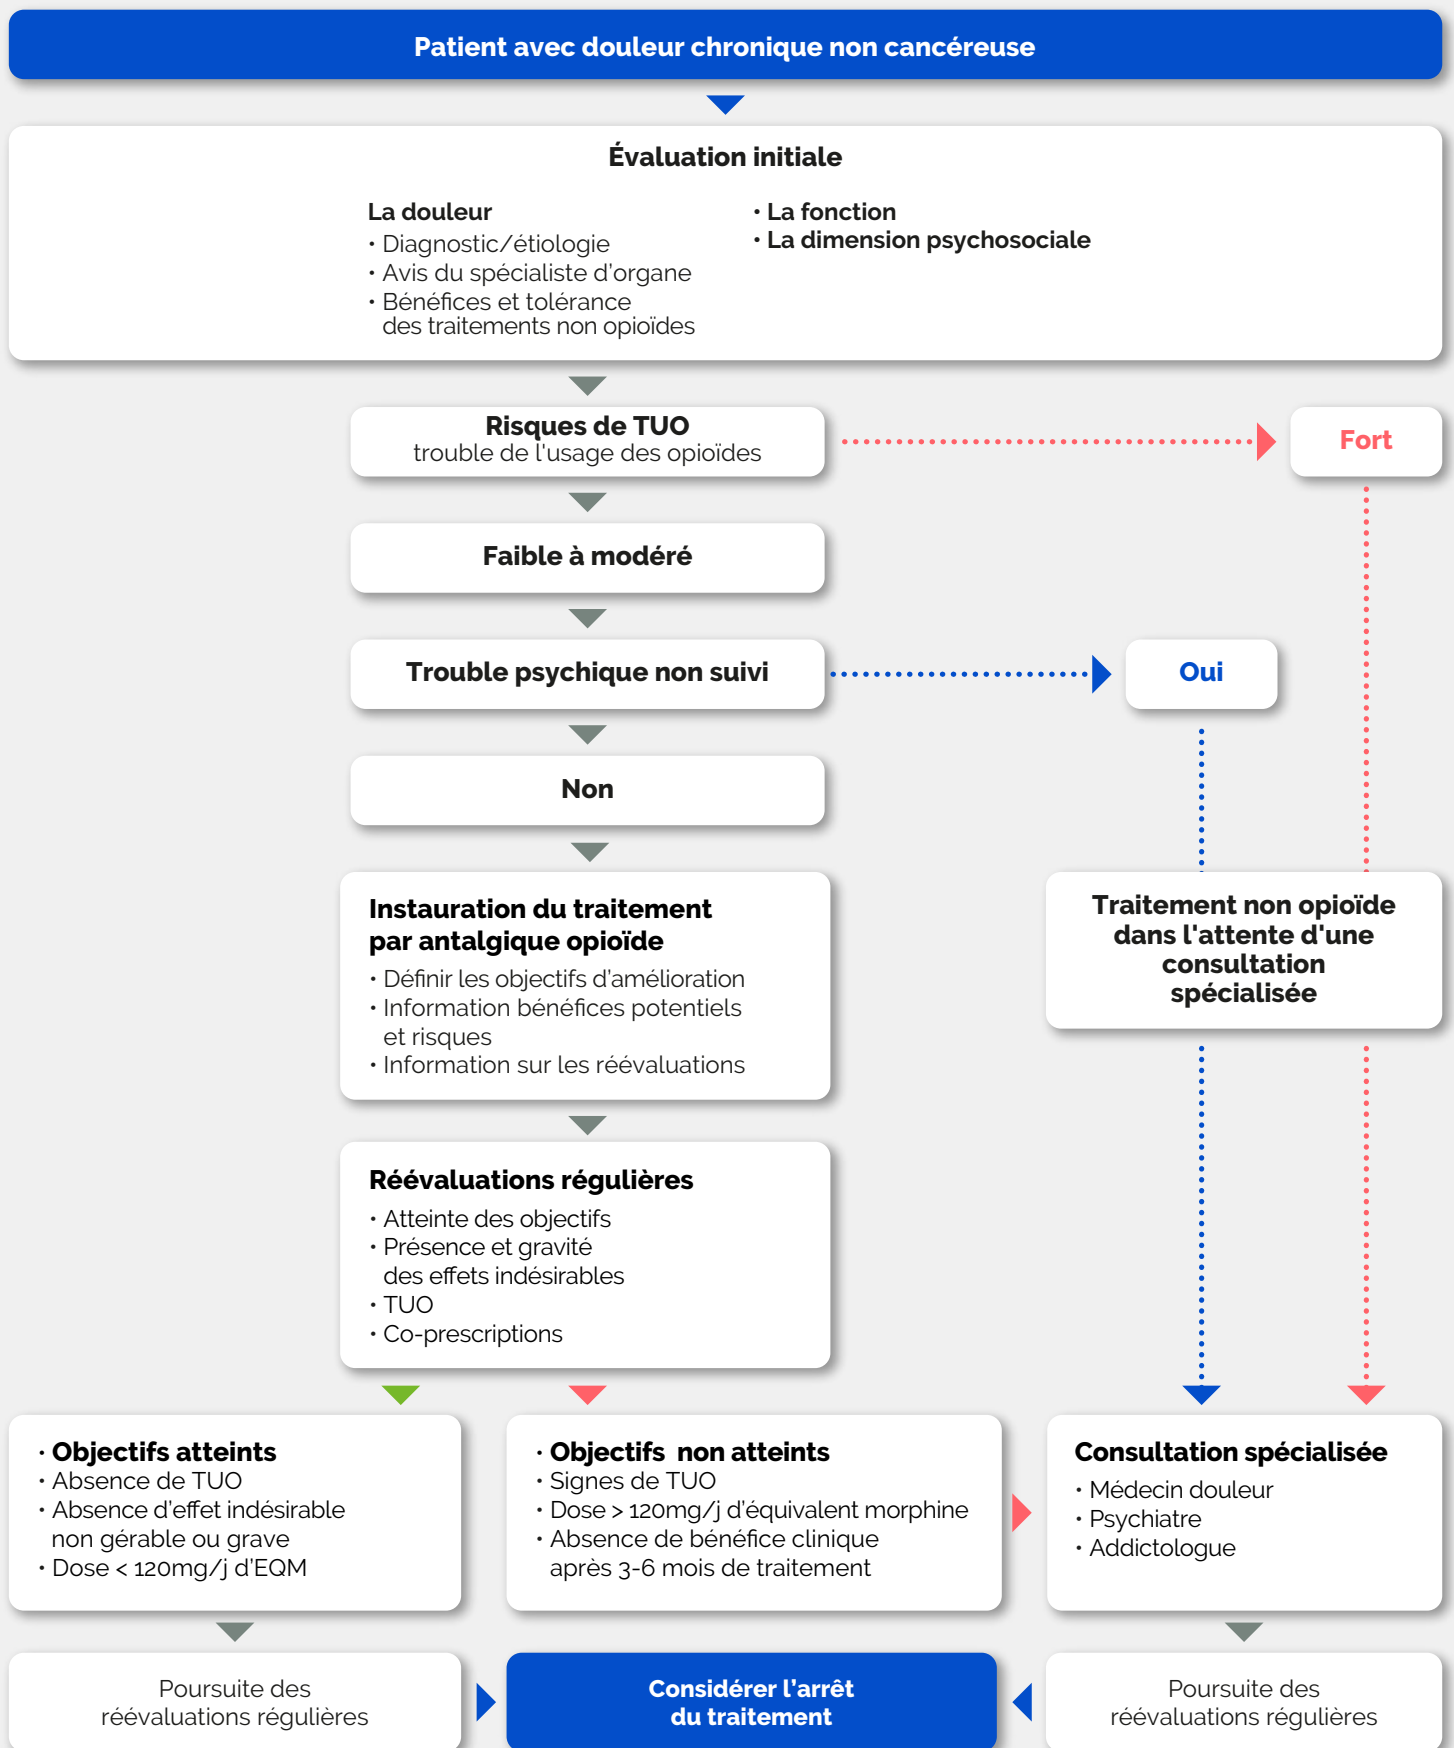 Patient avec douleur chronique non cancéreuse
Évaluation initiale
La douleur
• Diagnostic/étiologie
• Avis du spécialiste d'organe
• Bénéfices et tolérance
des traitements non opioïdes
• La fonction
• La dimension psychosociale
Risques de TUO
trouble de l'usage des opioïdes
Fort
Faible à modéré
Trouble psychique non suivi
Oui
Non
Instauration du traitement
par antalgique opioïde
• Définir les objectifs d'amélioration
• Information bénéfices potentiels
et risques
• Information sur les réévaluations
Traitement non opioïde
dans l'attente d'une
consultation
spécialisée
Réévaluations régulières
• Atteinte des objectifs
• Présence et gravité
des effets indésirables
• TUO
• Co-prescriptions
• Objectifs atteints
• Absence de TUO
• Absence d'effet indésirable
non gérable ou grave
• Dose < 120mg/j d'EQM
• Objectifs non atteints
• Signes de TUO
• Dose > 120mg/j d'équivalent morphine
• Absence de bénéfice clinique
après 3-6 mois de traitement
Consultation spécialisée
• Médecin douleur
• Psychiatre
• Addictologue
Poursuite des
réévaluations régulières
Considérer l'arrêt
du traitement
Poursuite des
réévaluations régulières